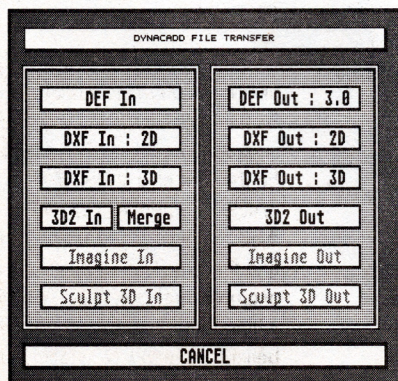 DYNACADD FILE TRANSFER
DEF In
DXF In : 2D
DXF In : 3D
3D2 In
Merge
Imagine In
Sculpt 3D In
DEF Out : 3.0
DXF Out : 2D
DXF Out : 3D
3D2 Out
Imagine Out
Sculpt 3D Out
CANCEL